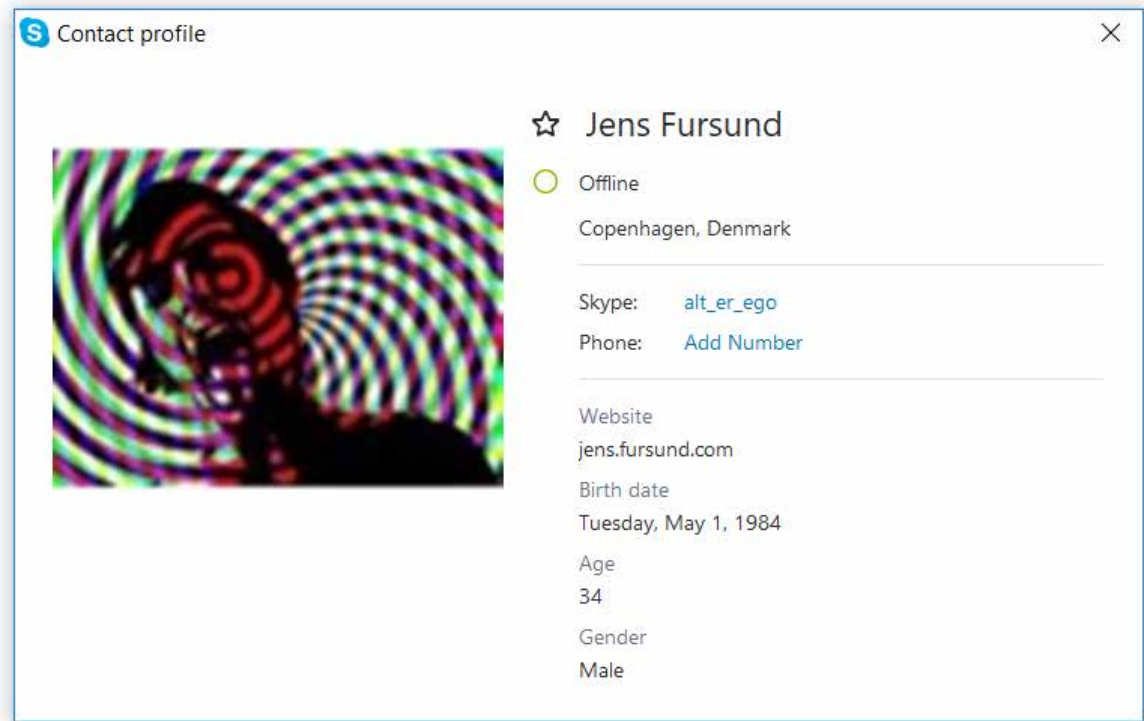 Contact profile
Jens Fursund
Offline
Copenhagen, Denmark
Skype: alt_er_ego
Phone: Add Number
Website
jens.fursund.com
Birth date
Tuesday, May 1, 1984
Age
34
Gender
Male